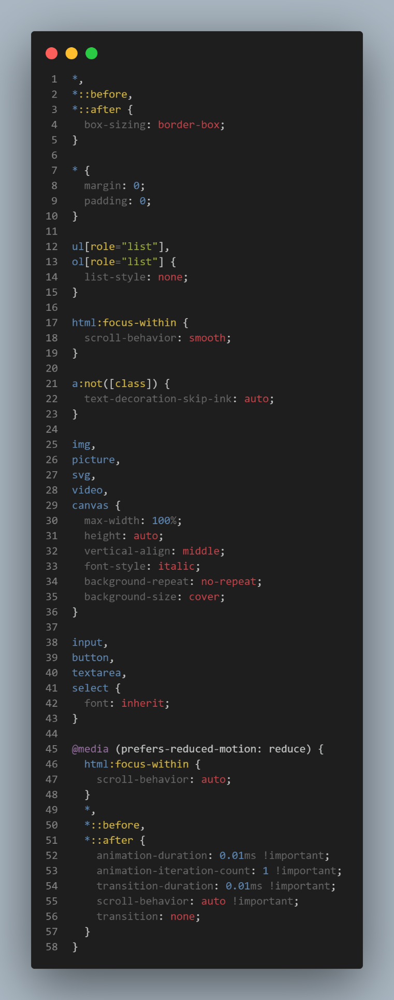 1 *,
2 *::before,
3 *::after {
4   box-sizing: border-box;
5 }
6
7 * {
8   margin: 0;
9   padding: 0;
10 }
11
12 ul[role="list"],
13 ol[role="list"] {
14   list-style: none;
15 }
16
17 html:focus-within {
18   scroll-behavior: smooth;
19 }
20
21 a:not([class]) {
22   text-decoration-skip-ink: auto;
23 }
24
25 img,
26 picture,
27 svg,
28 video,
29 canvas {
30   max-width: 100%;
31   height: auto;
32   vertical-align: middle;
33   font-style: italic;
34   background-repeat: no-repeat;
35   background-size: cover;
36 }
37
38 input,
39 button,
40 textarea,
41 select {
42   font: inherit;
43 }
44
45 @media (prefers-reduced-motion: reduce) {
46   html:focus-within {
47     scroll-behavior: auto;
48   }
49   *,
50   *::before,
51   *::after {
52     animation-duration: 0.01ms !important;
53     animation-iteration-count: 1 !important;
54     transition-duration: 0.01ms !important;
55     scroll-behavior: auto !important;
56     transition: none;
57   }
58 }